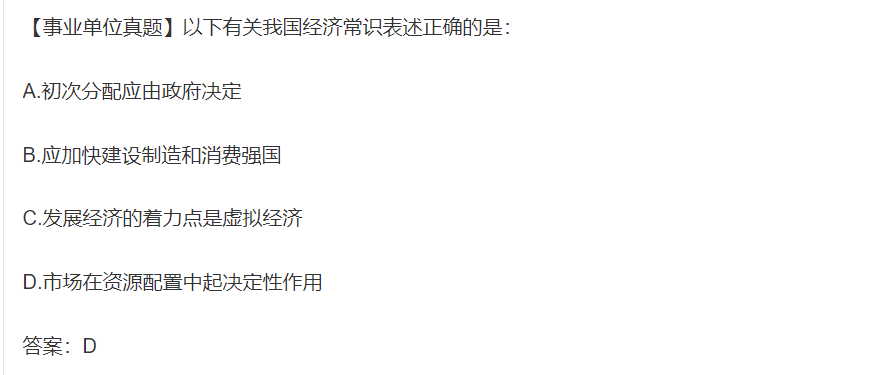 【事业单位真题】以下有关我国经济常识表述正确的是：
A.初次分配应由政府决定
B.应加快建设制造和消费强国
C.发展经济的着力点是虚拟经济
D.市场在资源配置中起决定性作用
答案：D